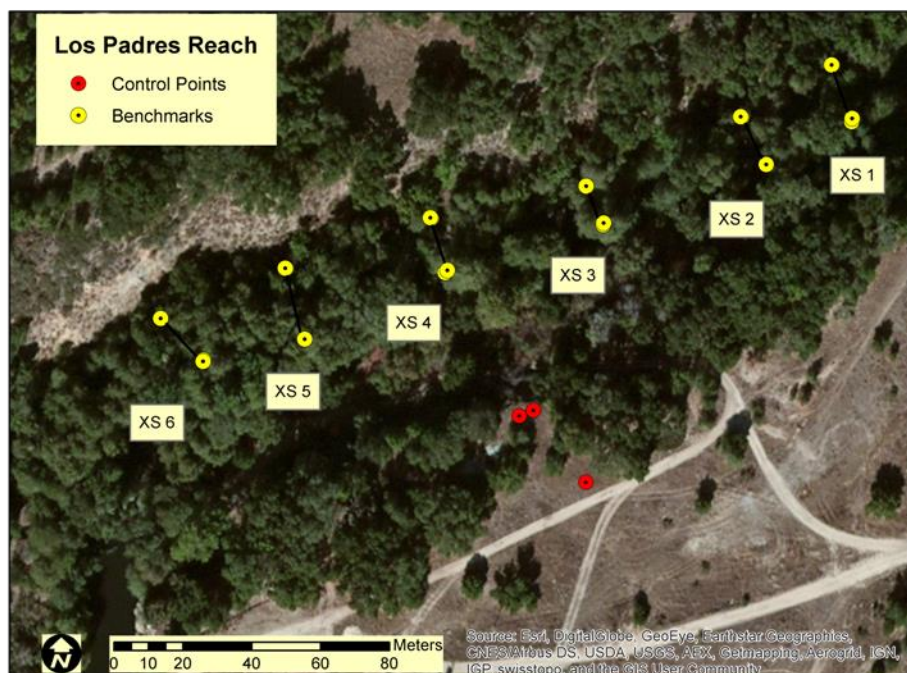 Los Padres Reach
Control Points
Benchmarks
XS 1
XS 2
XS 3
XS 4
XS 5
XS 6
N
Meters
0 10 20 40 60 80
Source: Esri, DigitalGlobe, GeoEye, Earthstar Geographics,
CNES/Airbus DS, USDA, USGS, AEX, Getmapping, Aerogrid, IGN,
IGP, swisstopo, and the GIS User Community